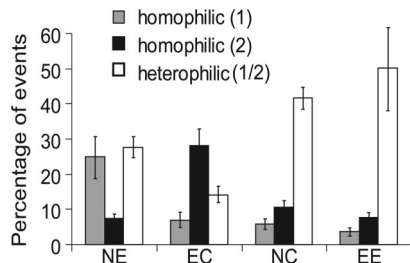 homophilic (1)
homophilic (2)
heterophilic (1/2)
Percentage of events
60
50
40
30
20
10
0
NE EC NC EE